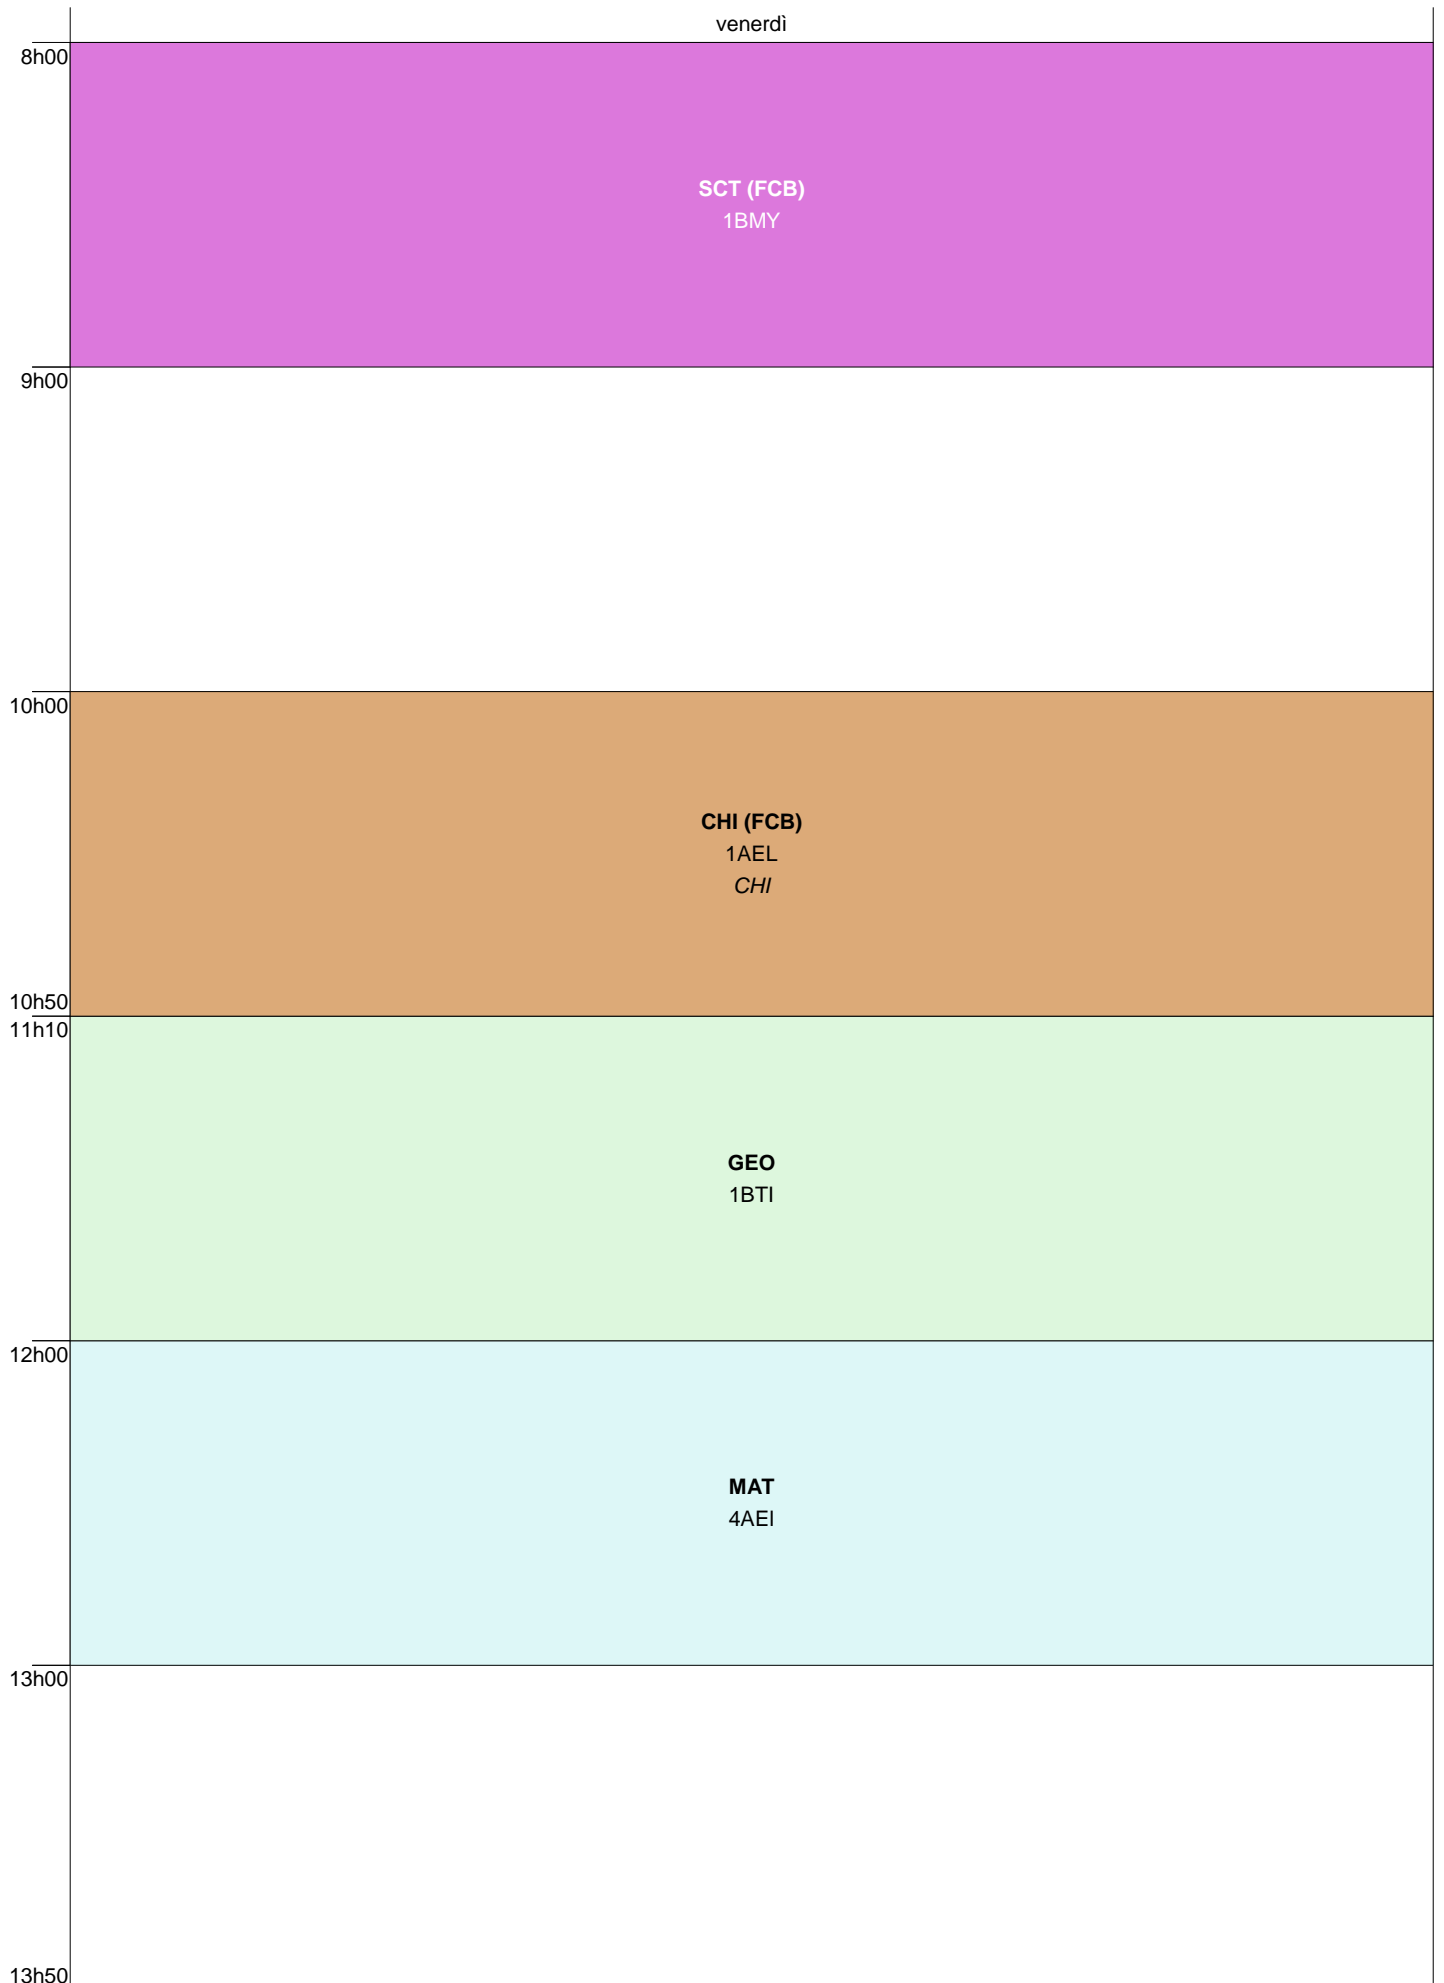 venerdì
8h00
SCT (FCB)
1BMY
9h00
10h00
CHI (FCB)
1AEL
CHI
10h50
11h10
GEO
1BTI
12h00
MAT
4AEI
13h00
13h50